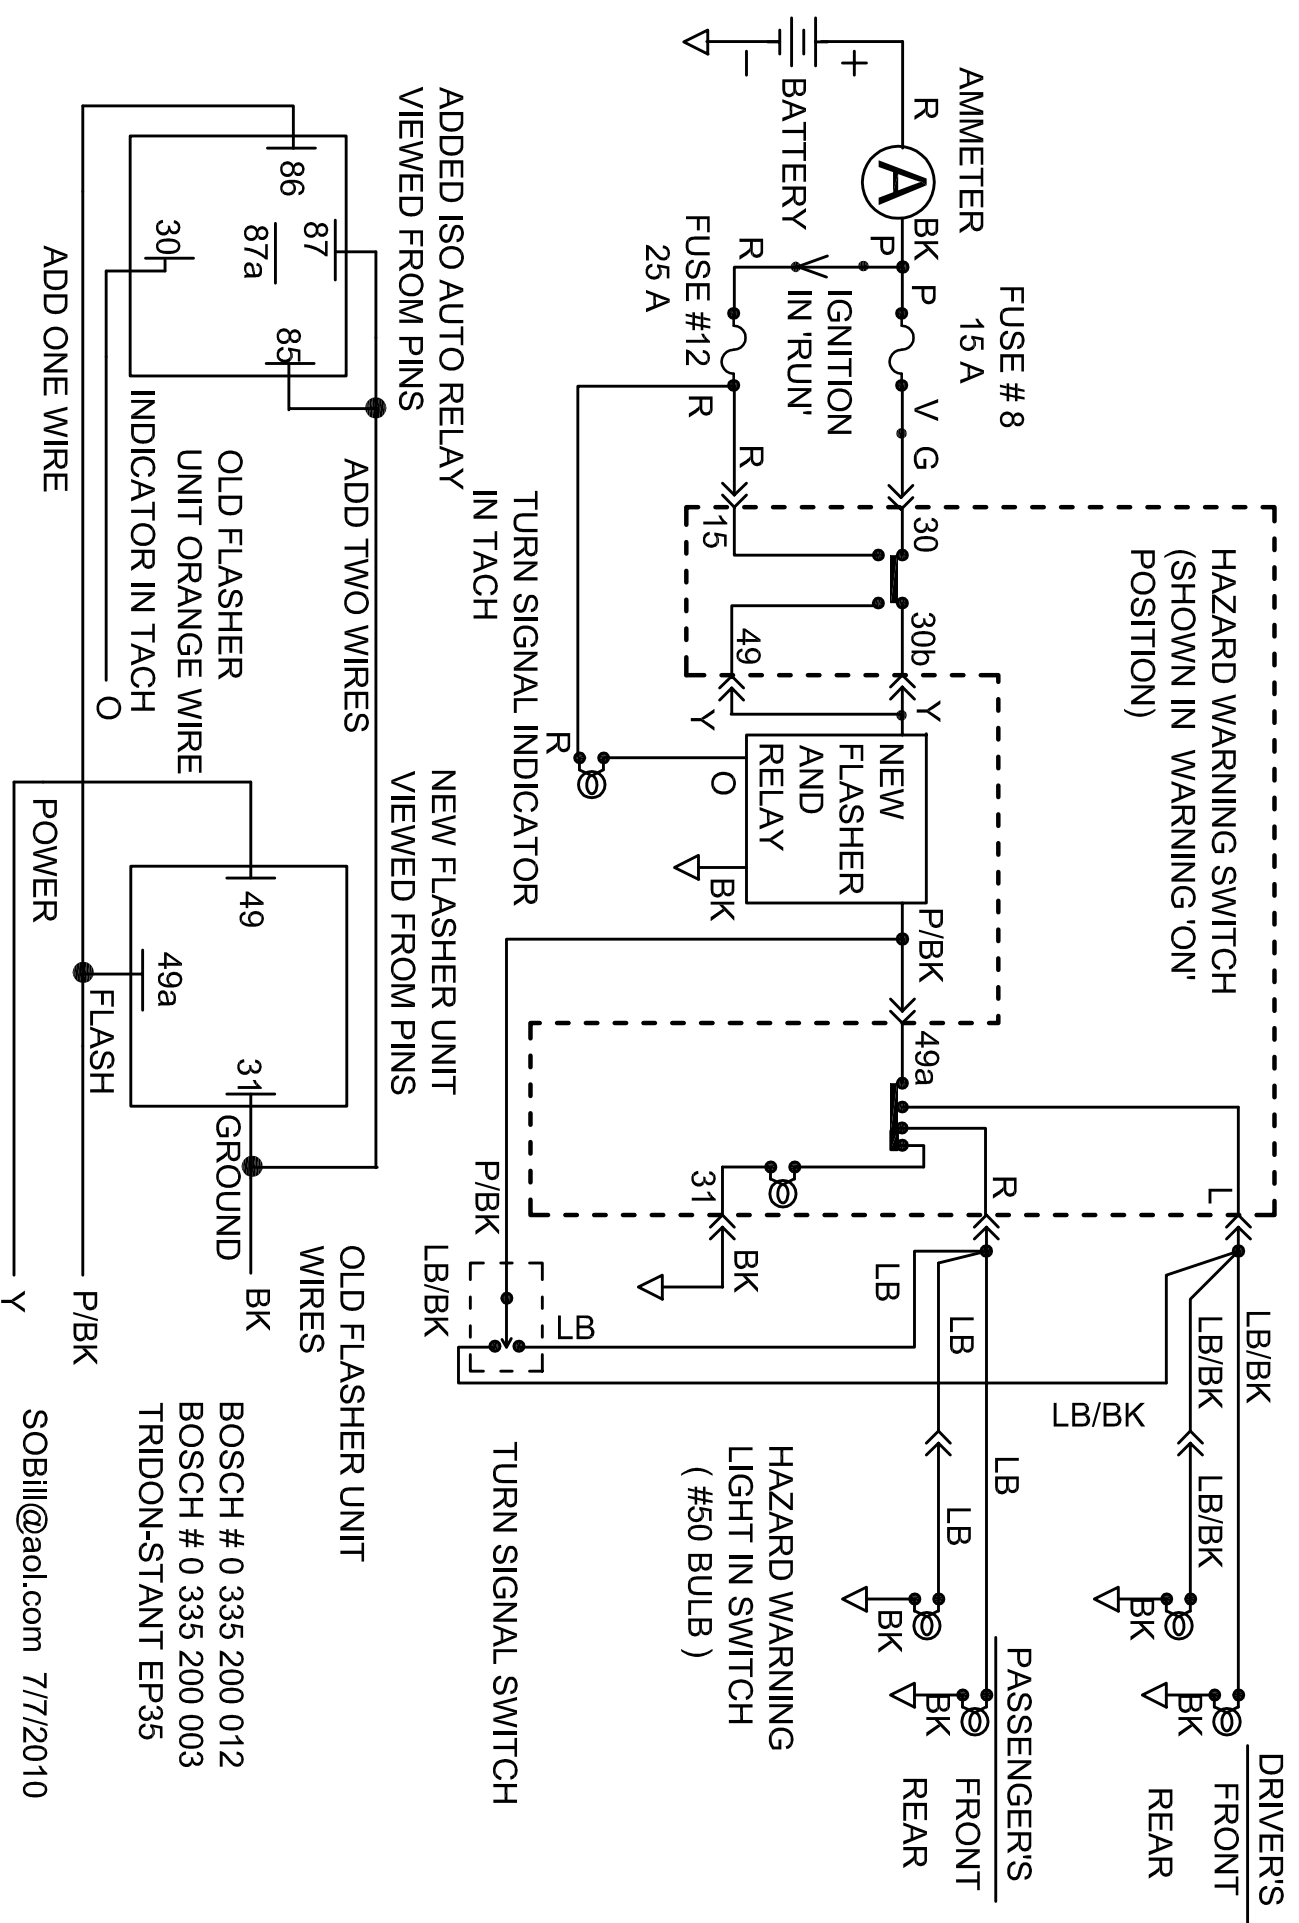 HAZARD WARNING SWITCH
(SHOWN IN WARNING 'ON'
POSITION)
DRIVER'S
FRONT
REAR
L
LB/BK
LB/BK
LB/BK
BK
BK
LB/BK
PASSENGER'S
FRONT
REAR
R
LB
LB
LB
LB
BK
BK
FUSE # 8
15 A
AMMETER
R
A
BK
P
P
V
G
30
30b
Y
P/BK
49a
+
–
BATTERY
IGNITION
IN 'RUN'
R
FUSE #12
25 A
R
R
15
49
Y
NEW
FLASHER
AND
RELAY
O
BK
31
BK
HAZARD WARNING
LIGHT IN SWITCH
( #50 BULB )
R
TURN SIGNAL INDICATOR
IN TACH
P/BK
LB/BK
LB
TURN SIGNAL SWITCH
ADDED ISO AUTO RELAY
VIEWED FROM PINS
86
87
87a
30
85
ADD TWO WIRES
ADD ONE WIRE
OLD FLASHER
UNIT ORANGE WIRE
INDICATOR IN TACH
O
NEW FLASHER UNIT
VIEWED FROM PINS
49
49a
31
GROUND
FLASH
POWER
OLD FLASHER UNIT
WIRES
BK
P/BK
Y
BOSCH # 0 335 200 012
BOSCH # 0 335 200 003
TRIDON-STANT EP35
SOBill@aol.com 7/7/2010